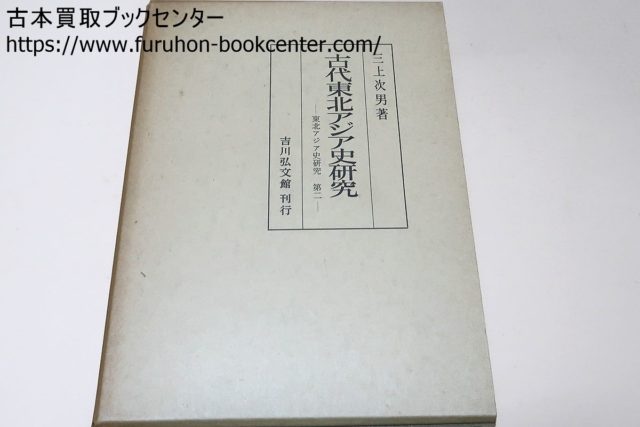 古本買取ブックセンター
https://www.furuhon-bookcenter.com/
三上次男著
古代東北アジア史研究
―東北アジア史研究 第二―
吉川弘文館 刊行